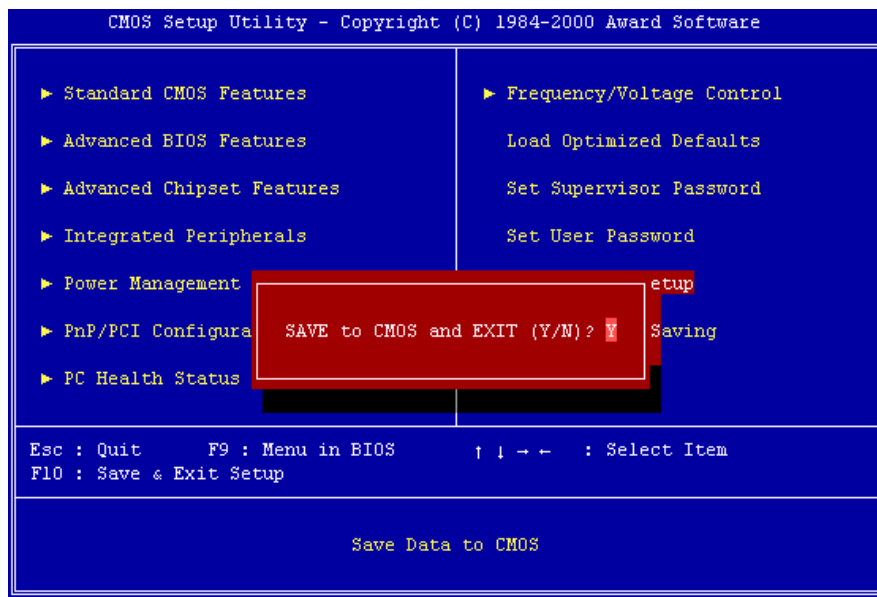 CMOS Setup Utility - Copyright (C) 1984-2000 Award Software
► Standard CMOS Features
► Advanced BIOS Features
► Advanced Chipset Features
► Integrated Peripherals
► Power Management
► PnP/PCI Configura
► PC Health Status
► Frequency/Voltage Control
Load Optimized Defaults
Set Supervisor Password
Set User Password
etup
Saving
SAVE to CMOS and EXIT (Y/N)? Y
Esc : Quit F9 : Menu in BIOS ↑ ↓ → ← : Select Item
F10 : Save & Exit Setup
Save Data to CMOS